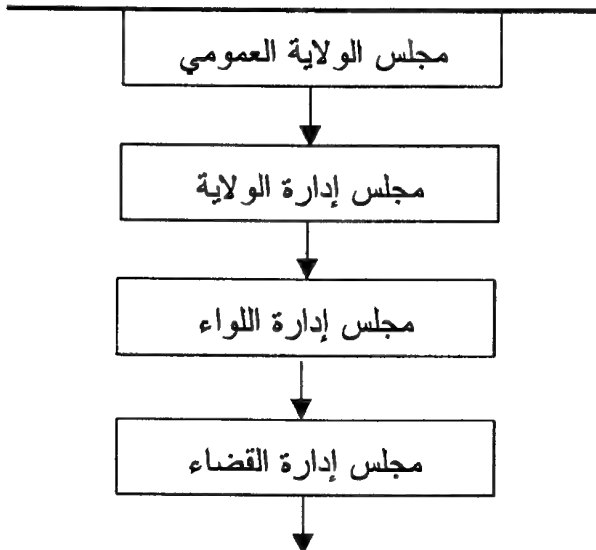 مجلس الولاية العمومي
مجلس إدارة الولاية
مجلس إدارة اللواء
مجلس إدارة القضاء